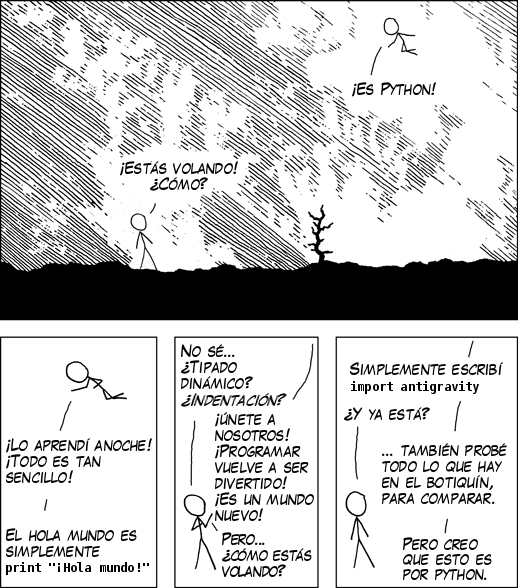 ¡Es Python!
¡Estás volando!
¿Cómo?
¡Lo aprendí anoche!
¡Todo es tan
sencillo!
El hola mundo es
simplemente
print "¡Hola mundo!"
No sé...
¿Tipado
dinámico?
¿Indentación?
¡Únete a
nosotros!
¡Programar
vuelve a ser
divertido!
¡Es un mundo
nuevo!
Pero...
¿cómo estás
volando?
Simplemente escribí
import antigravity
¿Y ya está?
... también probé
todo lo que hay
en el botiquín,
para comparar.
Pero creo
que esto es
por Python.